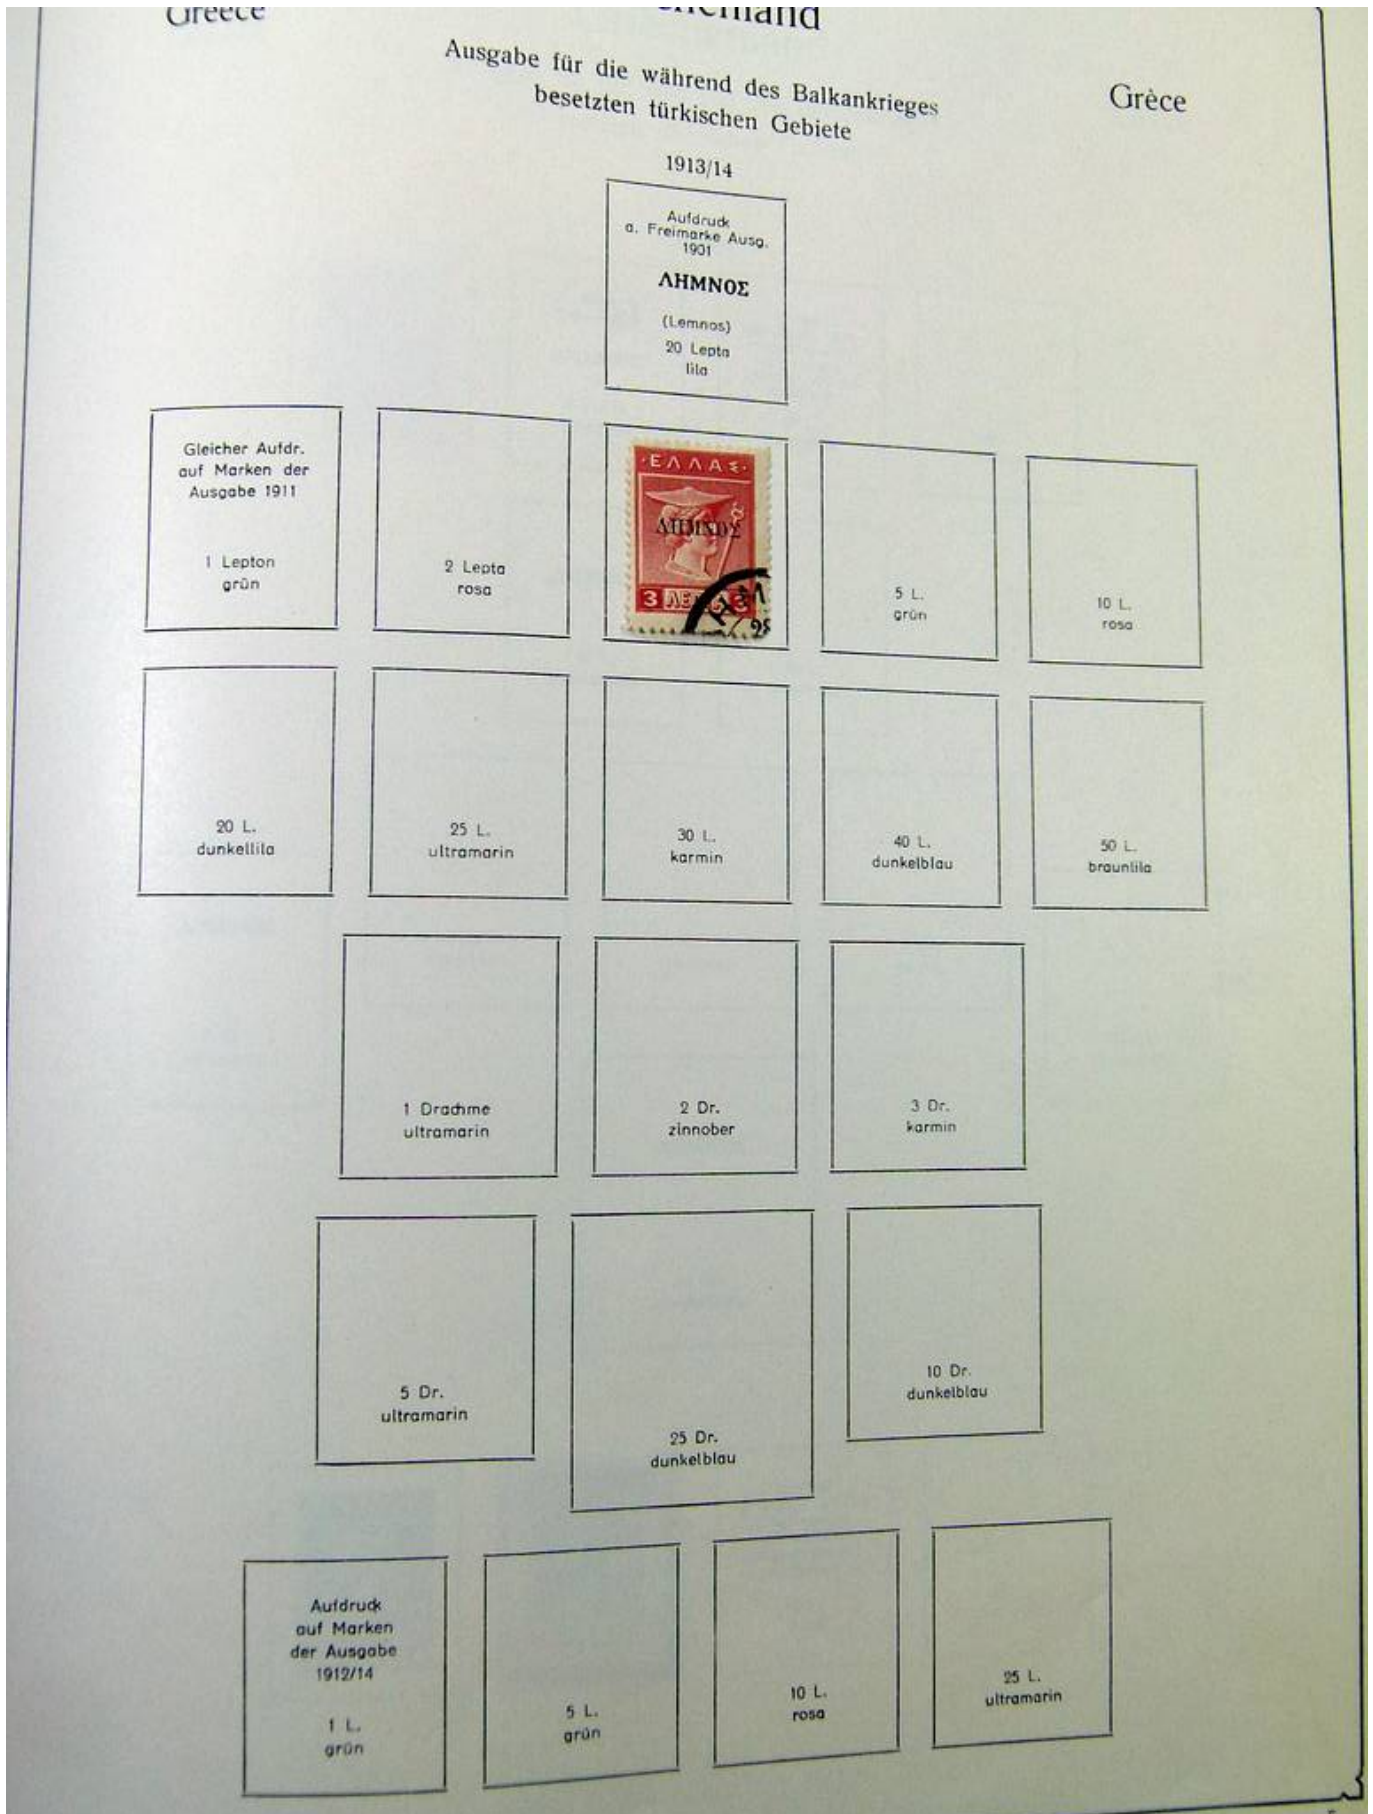 Greece
Ausgabe für die während des Balkankrieges
besetzten türkischen Gebiete
Grèce
1913/14
Aufdruck
a. Freimarke Ausg.
1901
ΛΗΜΝΟΣ
(Lemnos)
20 Lepta
lila
Gleicher Aufdr.
auf Marken der
Ausgabe 1911
1 Lepton
grün
2 Lepta
rosa
·ΕΛΛΑΣ·
ΛΗΜΝΟΣ
3 3
5 L.
grün
10 L.
rosa
20 L.
dunkellila
25 L.
ultramarin
30 L.
karmin
40 L.
dunkelblau
50 L.
braunlila
1 Drachme
ultramarin
2 Dr.
zinnober
3 Dr.
karmin
5 Dr.
ultramarin
25 Dr.
dunkelblau
10 Dr.
dunkelblau
Aufdruck
auf Marken
der Ausgabe
1912/14
1 L.
grün
5 L.
grün
10 L.
rosa
25 L.
ultramarin